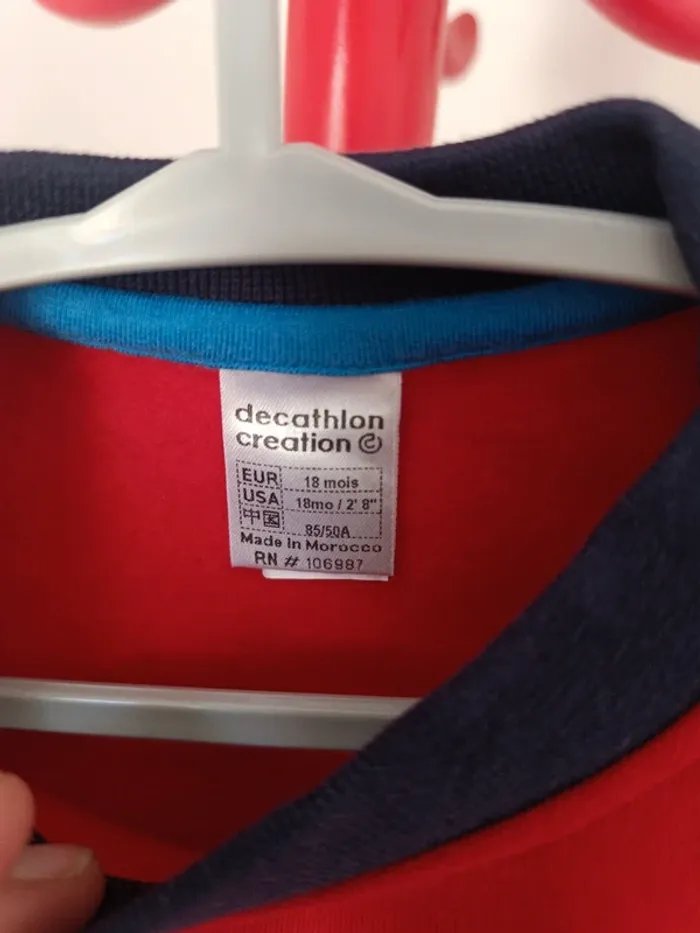 decathlon
creation
EUR 18 mois
USA 18mo / 2' 8"
中国 85/50A
Made In Morocco
RN # 106987